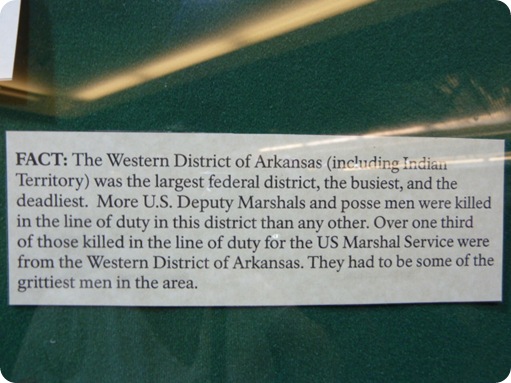 FACT: The Western District of Arkansas (including Indian
Territory) was the largest federal district, the busiest, and the
deadliest.  More U.S. Deputy Marshals and posse men were killed
in the line of duty in this district than any other. Over one third
of those killed in the line of duty for the US Marshal Service were
from the Western District of Arkansas. They had to be some of the
grittiest men in the area.